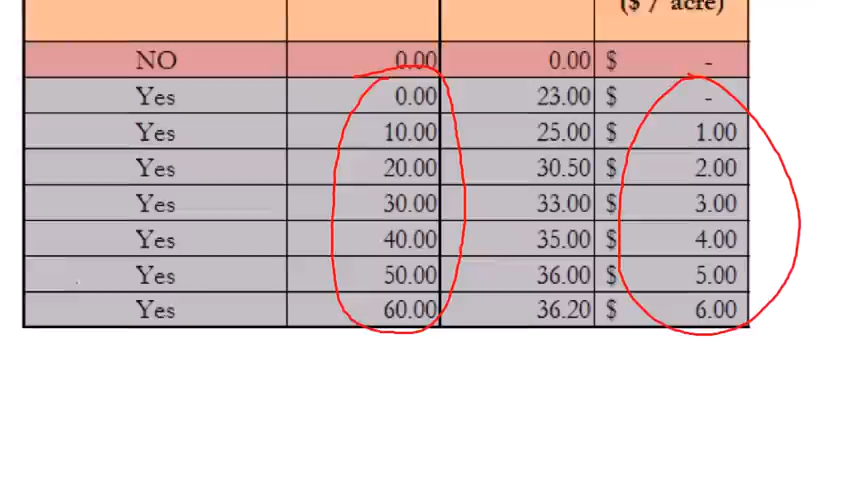 ($ / acre)
NO 0.00 0.00 $ -
Yes 0.00 23.00 $ -
Yes 10.00 25.00 $ 1.00
Yes 20.00 30.50 $ 2.00
Yes 30.00 33.00 $ 3.00
Yes 40.00 35.00 $ 4.00
Yes 50.00 36.00 $ 5.00
Yes 60.00 36.20 $ 6.00